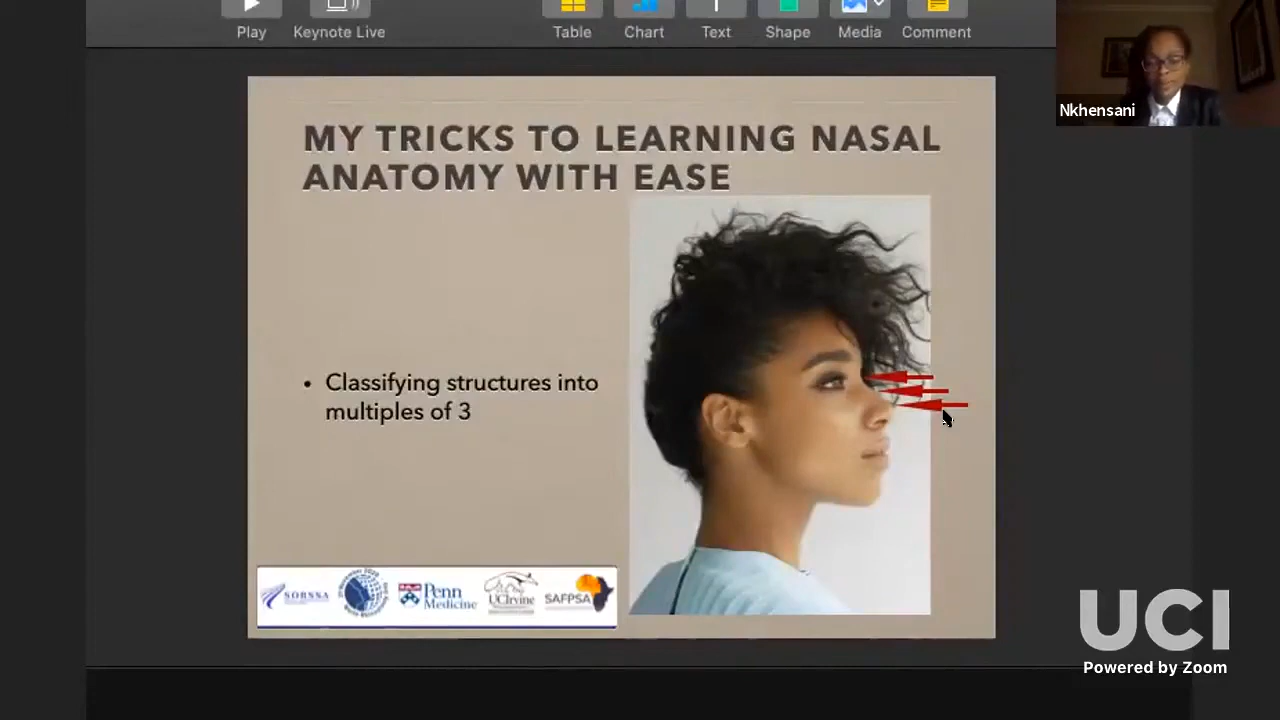 Play
Keynote Live
Table
Chart
Text
Shape
Media
Comment
Nkhensani
MY TRICKS TO LEARNING NASAL
ANATOMY WITH EASE
• Classifying structures into
multiples of 3
SORSSA
Penn
Medicine
UCIrvine
SAFPSA
UCI
Powered by Zoom